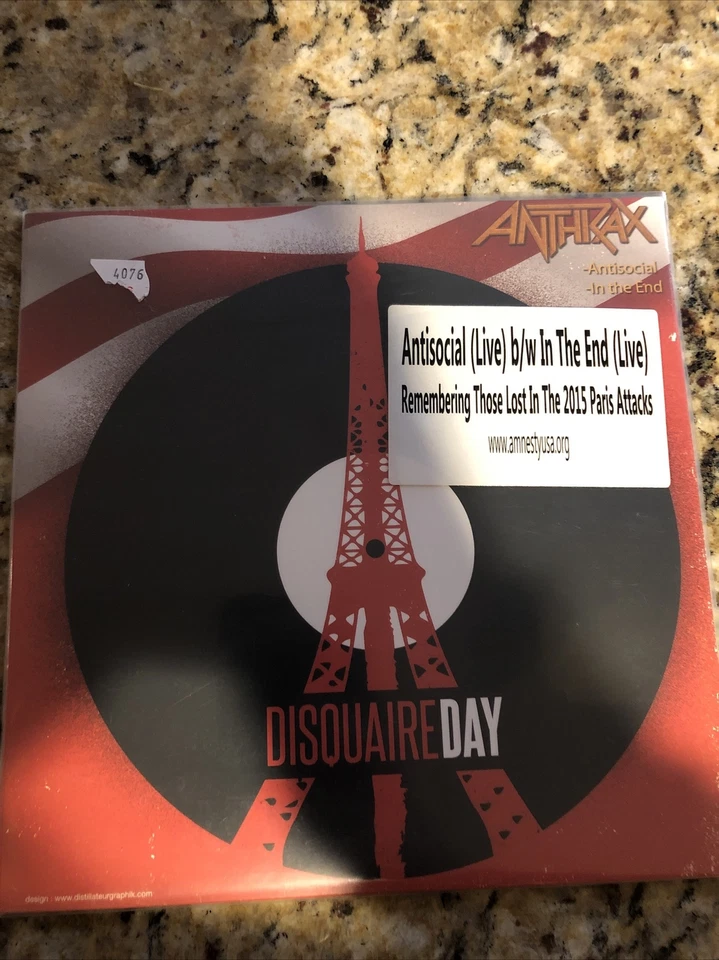 ANTHRAX
-Antisocial
-In the End
4076
Antisocial (Live) b/w In The End (Live)
Remembering Those Lost In The 2015 Paris Attacks
www.amnestyusa.org
DISQUAIREDAY
design : www.distillateurgraphik.com